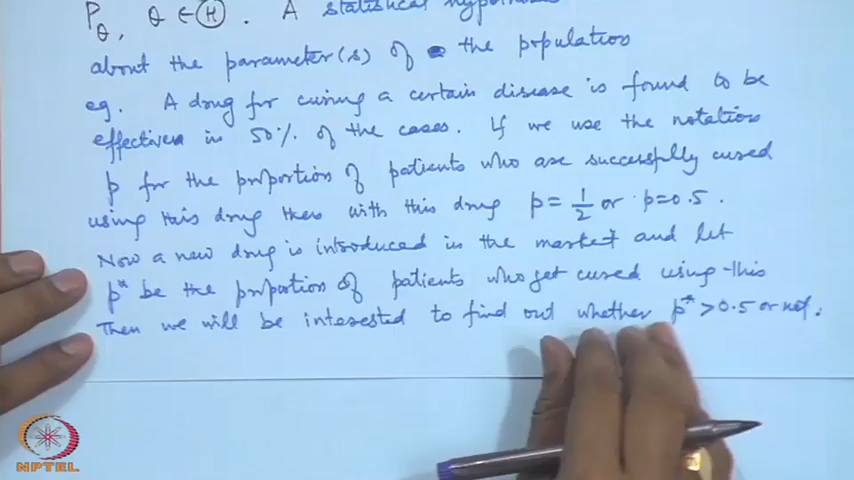 P_θ, θ ∈ Ⓗ. A statistical hypothesis
about the parameter(s) of the population
eg. A drug for curing a certain disease is found to be
effective in 50% of the cases. If we use the notation
p for the proportion of patients who are successfully cured
using this drug then with this drug p = 1/2 or p=0.5.
Now a new drug is introduced in the market and let
p* be the proportion of patients who get cured using this
Then we will be interested to find out whether p* > 0.5 or not.
NPTEL